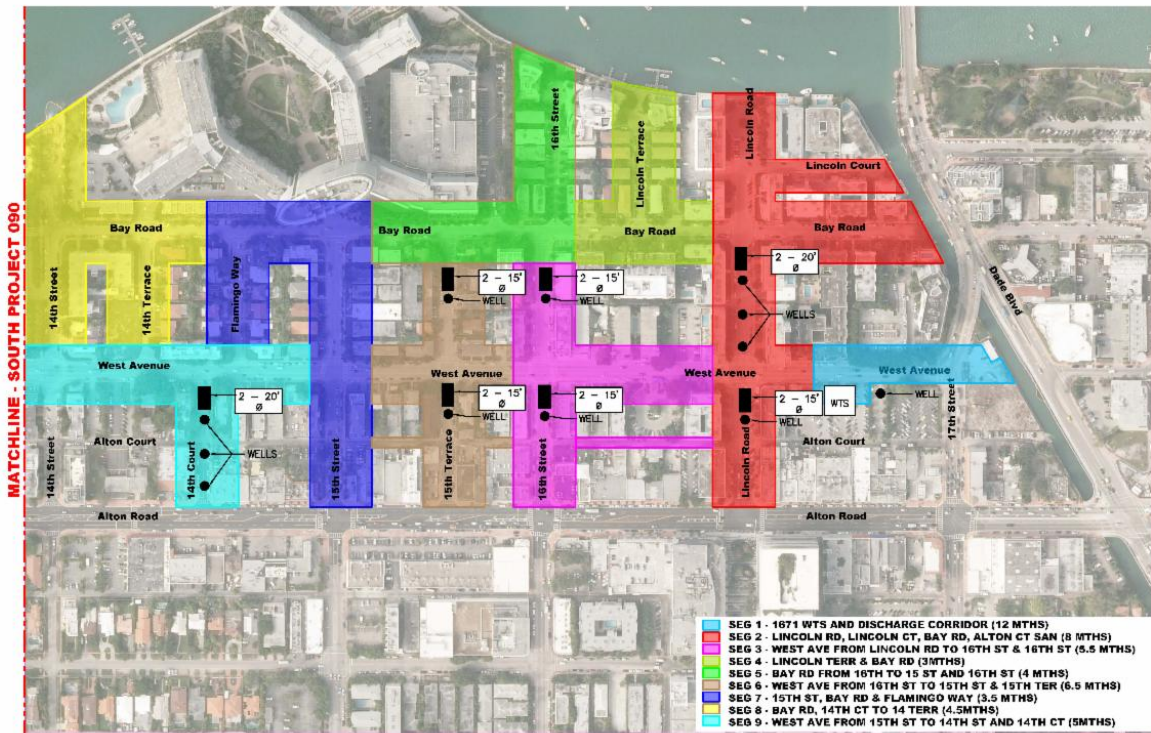 MATCHLINE - SOUTH PROJECT 090
16th Street
Lincoln Terrace
Lincoln Road
Lincoln Court
Bay Road
Bay Road
Bay Road
Bay Road
14th Street
14th Terrace
Flamingo Way
Dade Blvd
2 - 15'
Ø
WELL
2 - 15'
Ø
WELL
2 - 20'
Ø
WELLS
West Avenue
West Avenue
West Avenue
West Avenue
2 - 20'
Ø
WELLS
2 - 15'
Ø
WELL
2 - 15'
Ø
WELL
2 - 15'
Ø
WTS
WELL
WELL
14th Street
Alton Court
14th Court
15th Street
15th Terrace
16th Street
Lincoln Road
Alton Court
17th Street
Alton Road
Alton Road
SEG 1 - 1671 WTS AND DISCHARGE CORRIDOR (12 MTHS)
SEG 2 - LINCOLN RD, LINCOLN CT, BAY RD, ALTON CT SAN (8 MTHS)
SEG 3 - WEST AVE FROM LINCOLN RD TO 16TH ST & 16TH ST (5.5 MTHS)
SEG 4 - LINCOLN TERR & BAY RD (3MTHS)
SEG 5 - BAY RD FROM 16TH TO 15 ST AND 16TH ST (4 MTHS)
SEG 6 - WEST AVE FROM 16TH ST TO 15TH ST & 15TH TER (6.5 MTHS)
SEG 7 - 15TH ST, BAY RD & FLAMINGO WAY (3.5 MTHS)
SEG 8 - BAY RD, 14TH CT TO 14 TERR (4.5MTHS)
SEG 9 - WEST AVE FROM 15TH ST TO 14TH ST AND 14TH CT (5MTHS)